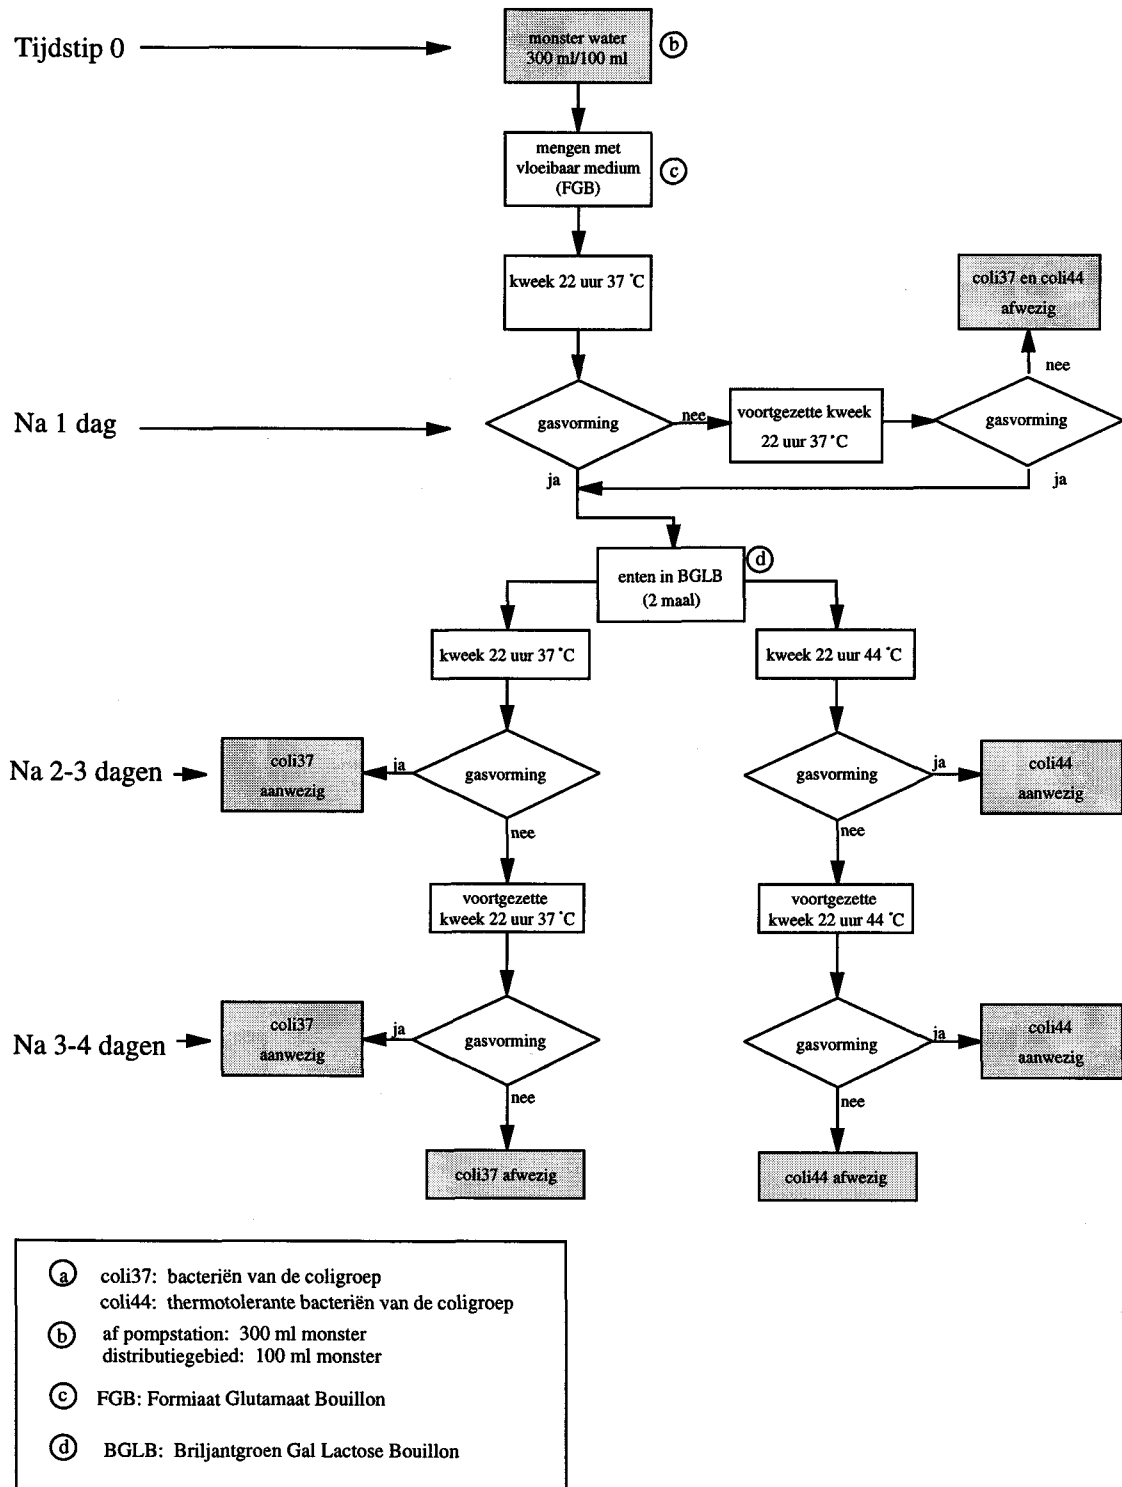 Tijdstip 0
monster water
300 ml/100 ml
b
mengen met
vloeibaar medium
(FGB)
c
kweek 22 uur 37 °C
coli37 en coli44
afwezig
nee
Na 1 dag
gasvorming
nee
voortgezette kweek
22 uur 37 °C
gasvorming
ja
ja
enten in BGLB
(2 maal)
d
kweek 22 uur 37 °C
kweek 22 uur 44 °C
Na 2-3 dagen
coli37
aanwezig
ja
gasvorming
gasvorming
ja
coli44
aanwezig
nee
nee
voortgezette
kweek 22 uur 37 °C
voortgezette
kweek 22 uur 44 °C
Na 3-4 dagen
coli37
aanwezig
ja
gasvorming
gasvorming
ja
coli44
aanwezig
nee
nee
coli37 afwezig
coli44 afwezig
a coli37: bacteriën van de coligroep
coli44: thermotolerante bacteriën van de coligroep
b af pompstation: 300 ml monster
distributiegebied: 100 ml monster
c FGB: Formiaat Glutamaat Bouillon
d BGLB: Briljantgroen Gal Lactose Bouillon